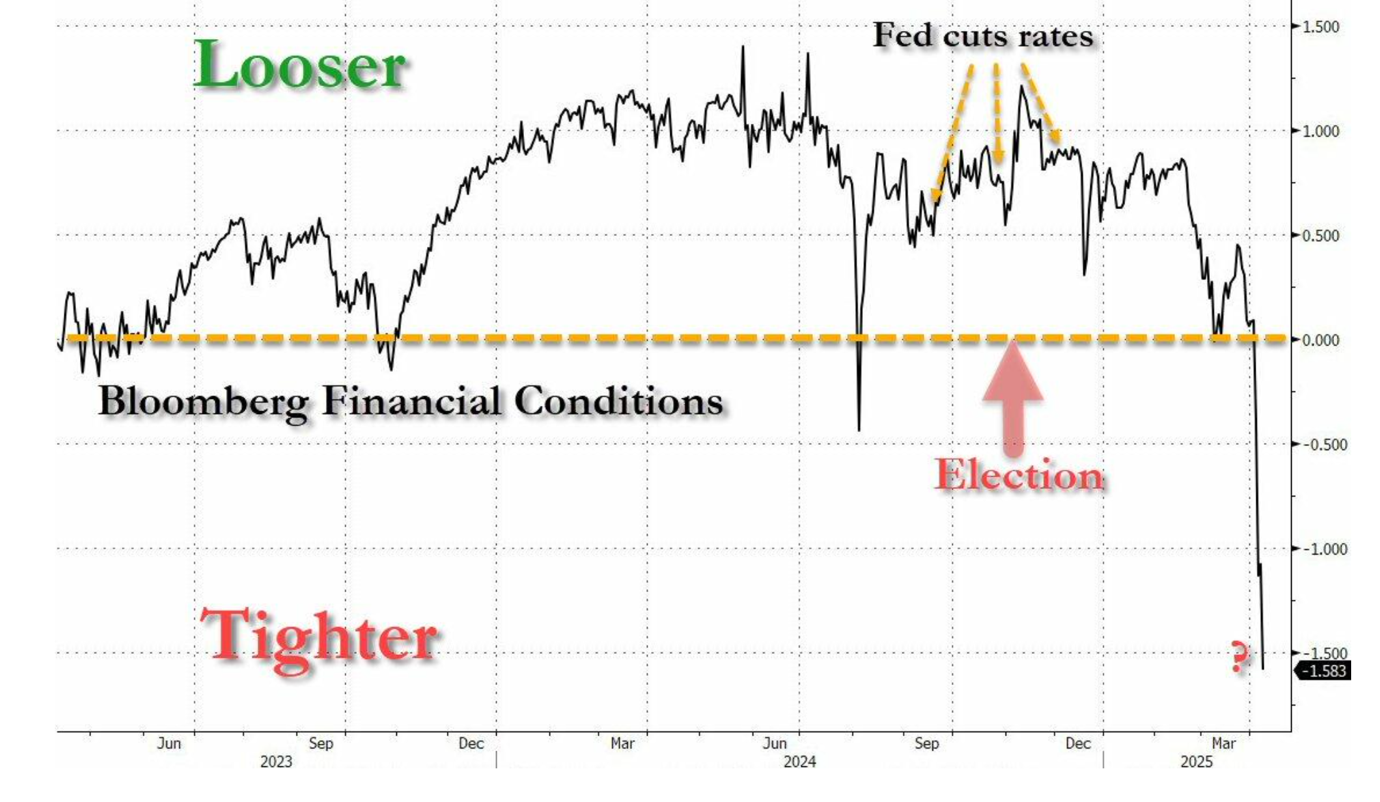 Looser
Fed cuts rates
1.500
1.000
0.500
0.000
Bloomberg Financial Conditions
-0.500
Election
-1.000
Tighter
?
-1.500
-1.583
Jun
Sep
Dec
Mar
Jun
Sep
Dec
Mar
2023
2024
2025